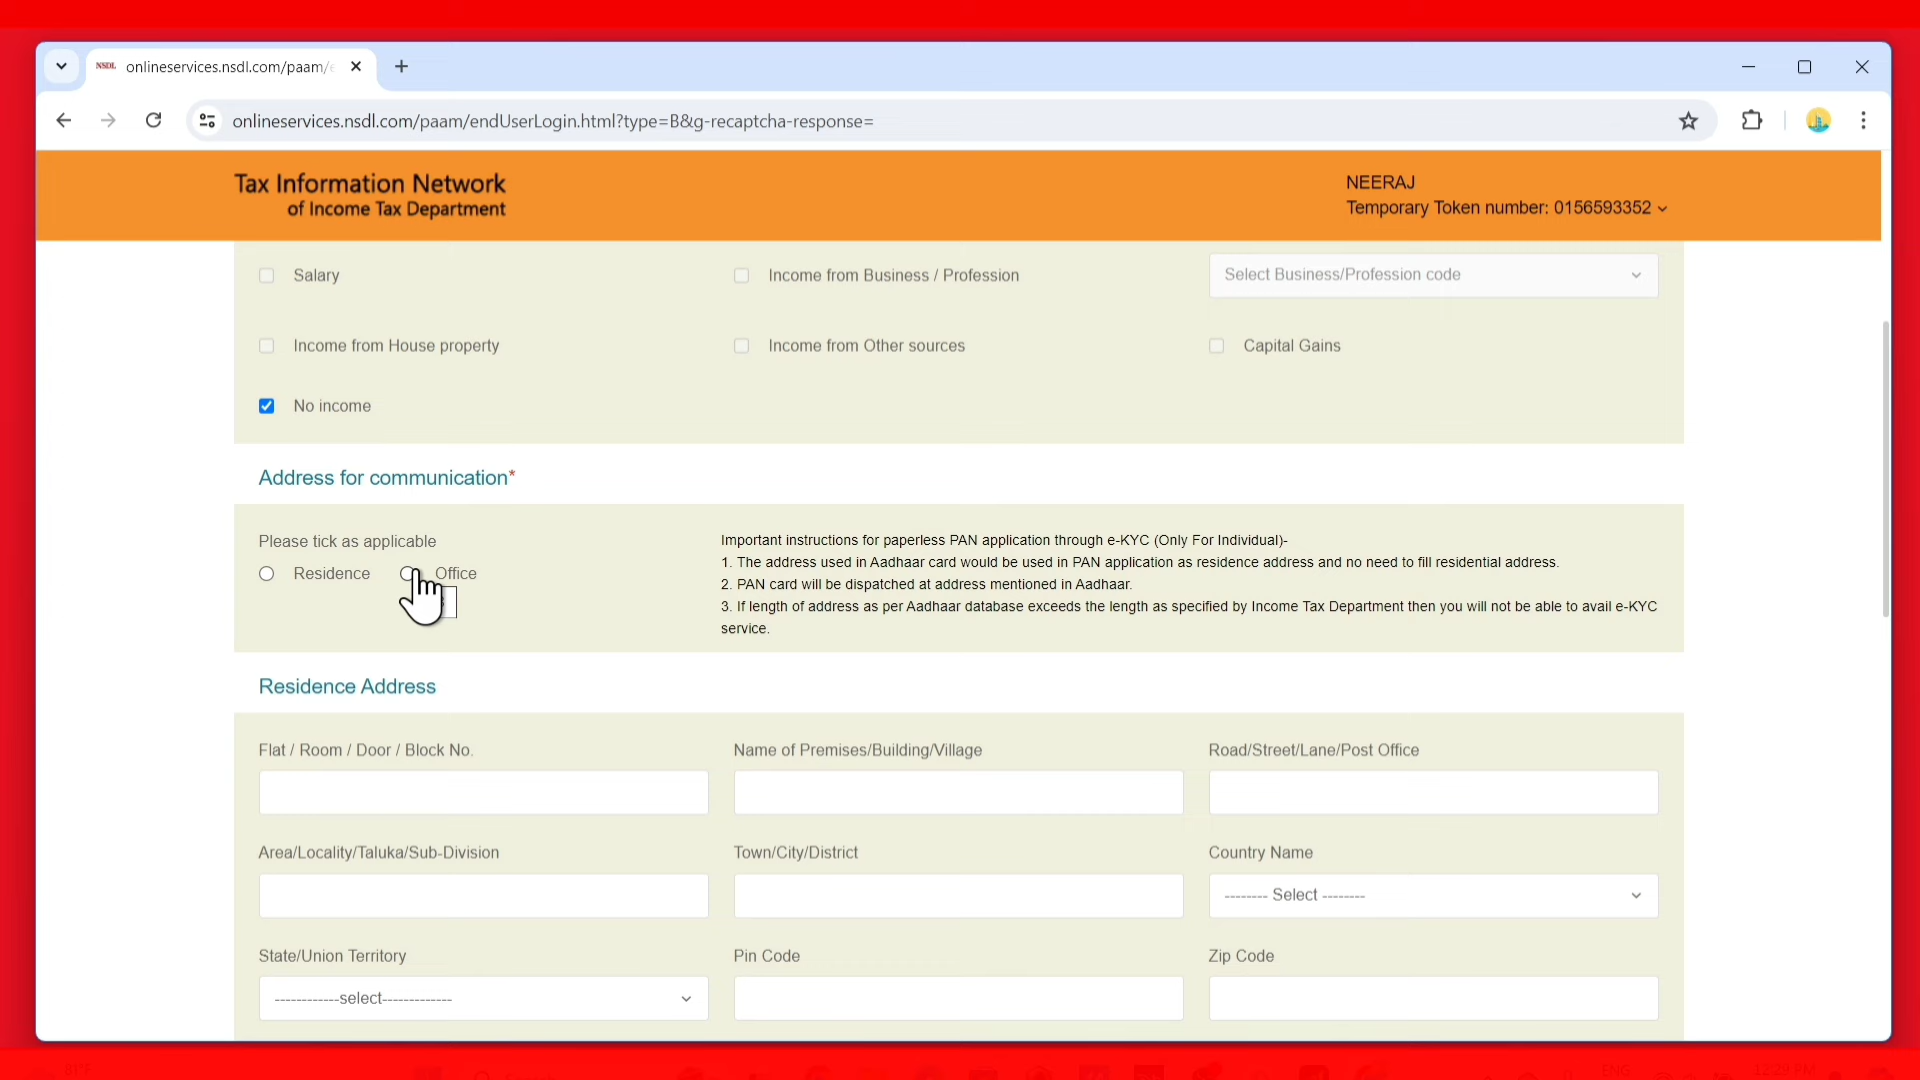 NSDL onlineservices.nsdl.com/paam/
onlineservices.nsdl.com/paam/endUserLogin.html?type=B&g-recaptcha-response=
Tax Information Network
of Income Tax Department
NEERAJ
Temporary Token number: 0156593352
Salary
Income from Business / Profession
Select Business/Profession code
Income from House property
Income from Other sources
Capital Gains
No income
Address for communication*
Please tick as applicable
Residence
Office
Important instructions for paperless PAN application through e-KYC (Only For Individual)-
1. The address used in Aadhaar card would be used in PAN application as residence address and no need to fill residential address.
2. PAN card will be dispatched at address mentioned in Aadhaar.
3. If length of address as per Aadhaar database exceeds the length as specified by Income Tax Department then you will not be able to avail e-KYC
service.
Residence Address
Flat / Room / Door / Block No.
Name of Premises/Building/Village
Road/Street/Lane/Post Office
Area/Locality/Taluka/Sub-Division
Town/City/District
Country Name
-------- Select --------
State/Union Territory
Pin Code
Zip Code
------------select-------------
81°F
ENG
12:29 PM